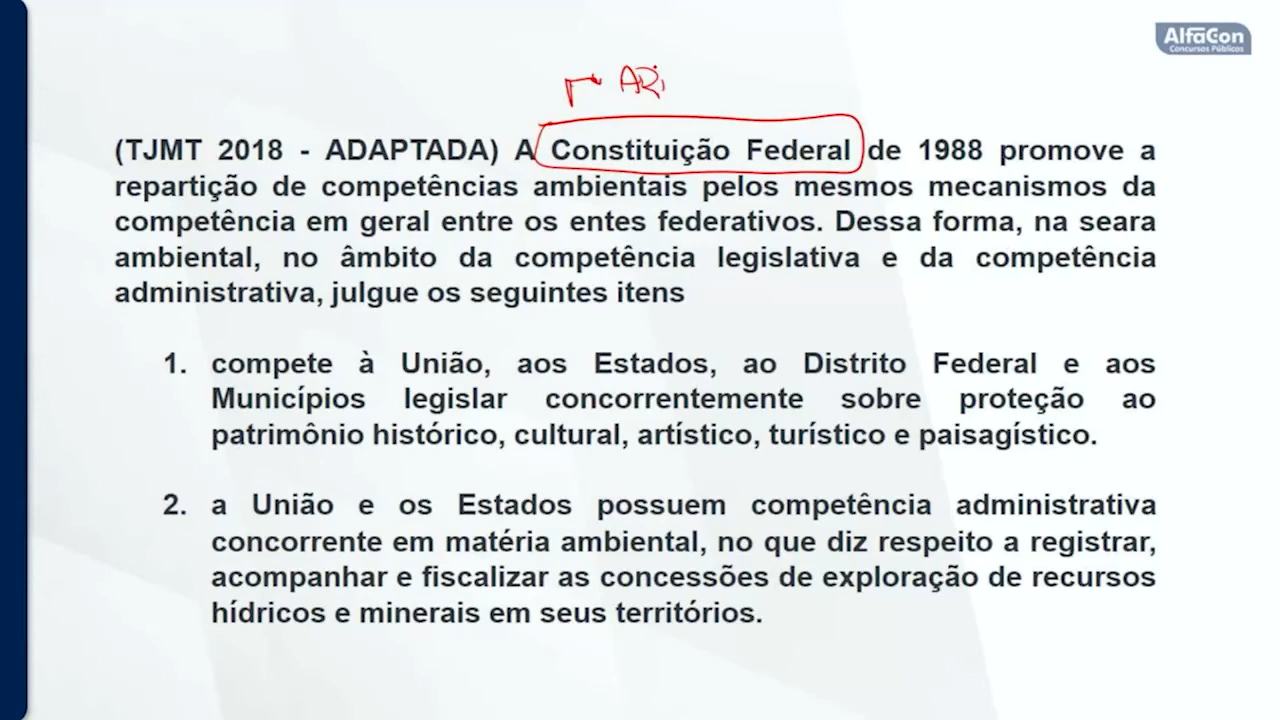 AlfaCon
Concursos Públicos
(TJMT 2018 - ADAPTADA) A Constituição Federal de 1988 promove a
repartição de competências ambientais pelos mesmos mecanismos da
competência em geral entre os entes federativos. Dessa forma, na seara
ambiental, no âmbito da competência legislativa e da competência
administrativa, julgue os seguintes itens
1. compete à União, aos Estados, ao Distrito Federal e aos
Municípios legislar concorrentemente sobre proteção ao
patrimônio histórico, cultural, artístico, turístico e paisagístico.
2. a União e os Estados possuem competência administrativa
concorrente em matéria ambiental, no que diz respeito a registrar,
acompanhar e fiscalizar as concessões de exploração de recursos
hídricos e minerais em seus territórios.